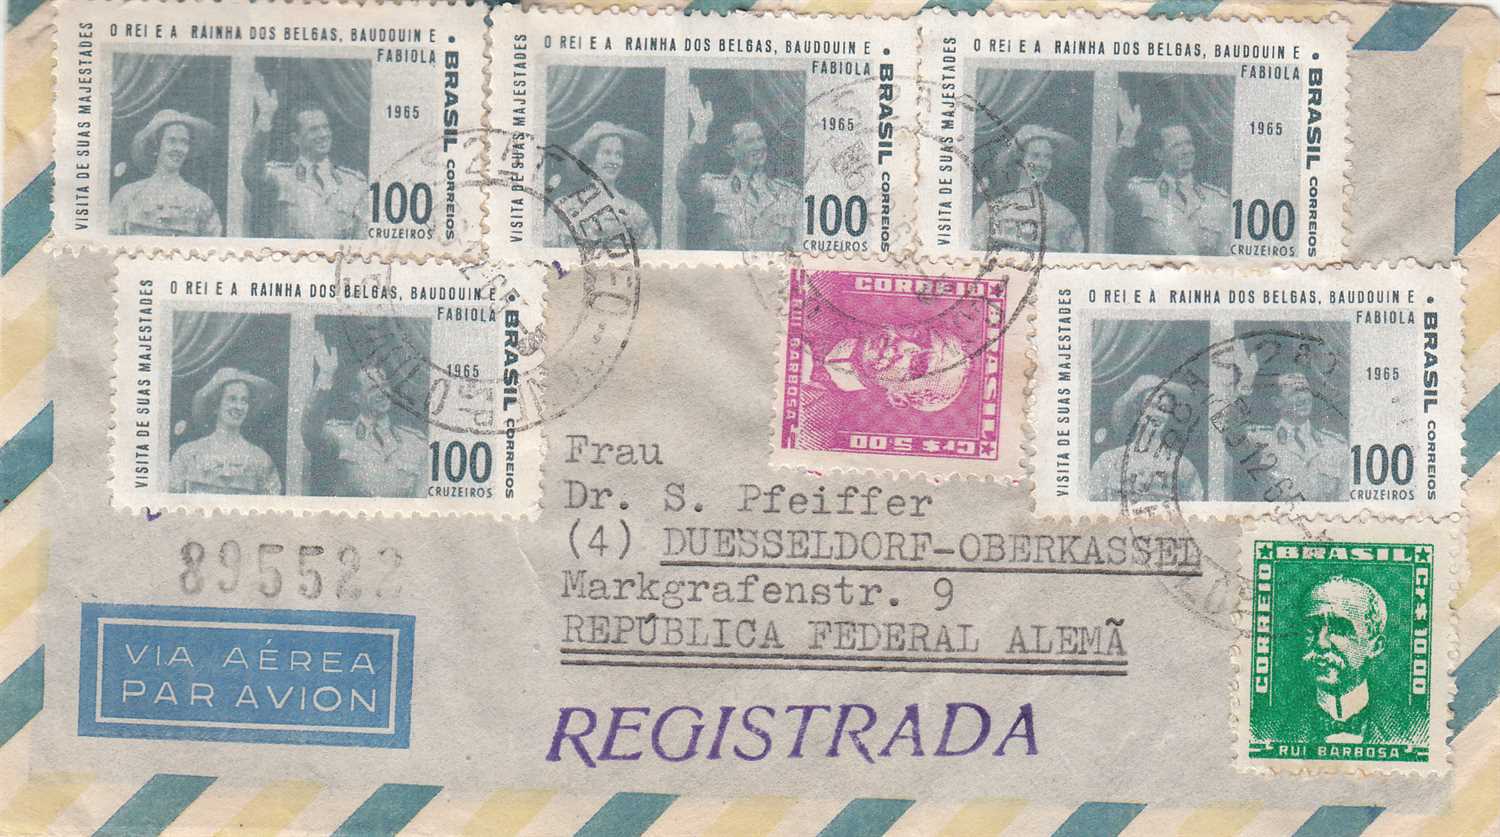 O REI E A RAINHA DOS BELGAS, BAUDOUIN E
FABIOLA
VISITA DE SUAS MAJESTADES
1965
• BRASIL CORREIOS
100
CRUZEIROS
O REI E A RAINHA DOS BELGAS, BAUDOUIN E
FABIOLA
VISITA DE SUAS MAJESTADES
1965
• BRASIL CORREIOS
100
CRUZEIROS
O REI E A RAINHA DOS BELGAS, BAUDOUIN E
FABIOLA
VISITA DE SUAS MAJESTADES
1965
• BRASIL CORREIOS
100
CRUZEIROS
O REI E A RAINHA DOS BELGAS, BAUDOUIN E
FABIOLA
VISITA DE SUAS MAJESTADES
1965
• BRASIL CORREIOS
100
CRUZEIROS
CORREIO
BRASIL
RUI BARBOSA
CR$ 5,00
O REI E A RAINHA DOS BELGAS, BAUDOUIN E
FABIOLA
VISITA DE SUAS MAJESTADES
1965
• BRASIL CORREIOS
100
CRUZEIROS
Frau
Dr. S. Pfeiffer
(4) DUESSELDORF-OBERKASSEL
Markgrafenstr. 9
REPÚBLICA FEDERAL ALEMÃ
895522
VIA AÉREA
PAR AVION
REGISTRADA
BRASIL
CORREIO
CR$ 10,00
RUI BARBOSA